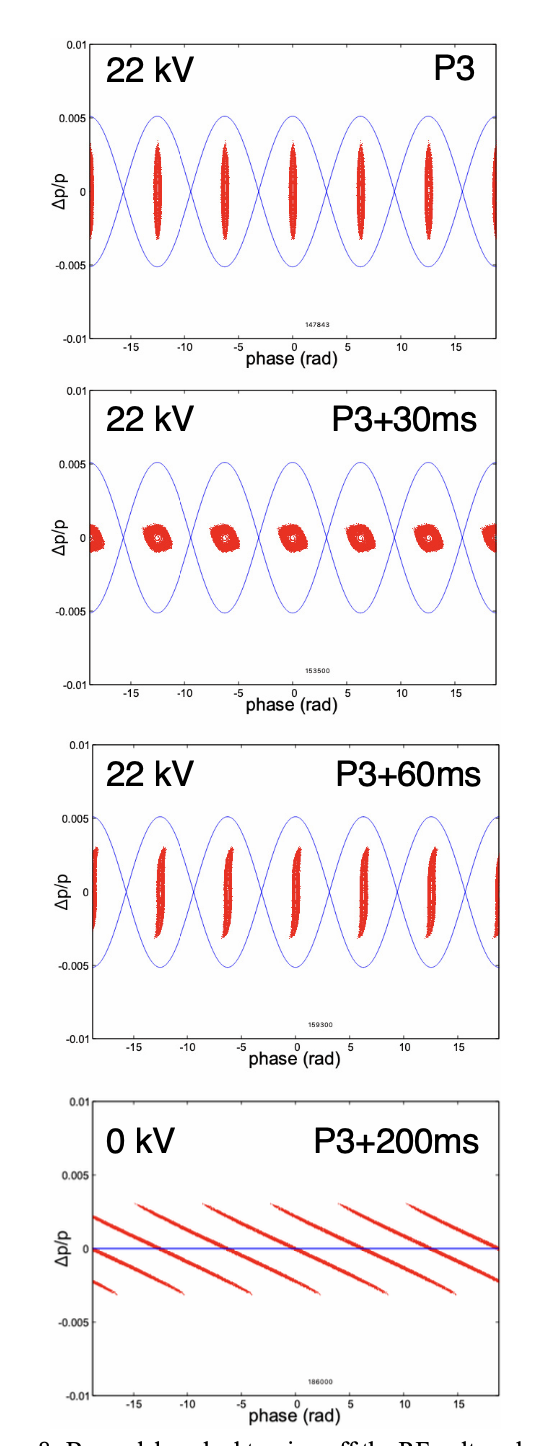 0.01
22 kV P3
0.005
Δp/p
0
-0.005
147843
-0.01
-15 -10 -5 0 5 10 15
phase (rad)
0.01
22 kV P3+30ms
0.005
Δp/p
0
-0.005
153500
-0.01
-15 -10 -5 0 5 10 15
phase (rad)
0.01
22 kV P3+60ms
0.005
Δp/p
0
-0.005
159300
-0.01
-15 -10 -5 0 5 10 15
phase (rad)
0.01
0 kV P3+200ms
0.005
Δp/p
0
-0.005
186000
-0.01
-15 -10 -5 0 5 10 15
phase (rad)